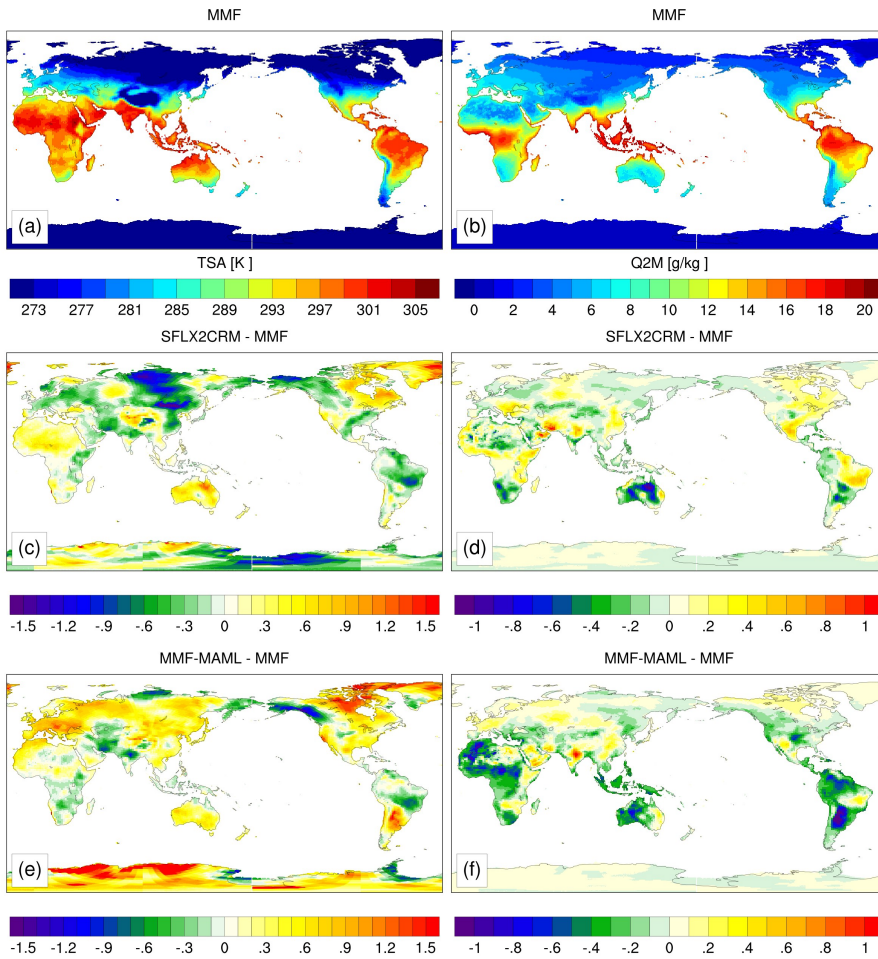 MMF
MMF
(a)
(b)
TSA [K ]
Q2M [g/kg ]
273 277 281 285 289 293 297 301 305
0 2 4 6 8 10 12 14 16 18 20
SFLX2CRM - MMF
SFLX2CRM - MMF
(c)
(d)
-1.5 -1.2 -.9 -.6 -.3 0 .3 .6 .9 1.2 1.5
-1 -.8 -.6 -.4 -.2 0 .2 .4 .6 .8 1
MMF-MAML - MMF
MMF-MAML - MMF
(e)
(f)
-1.5 -1.2 -.9 -.6 -.3 0 .3 .6 .9 1.2 1.5
-1 -.8 -.6 -.4 -.2 0 .2 .4 .6 .8 1